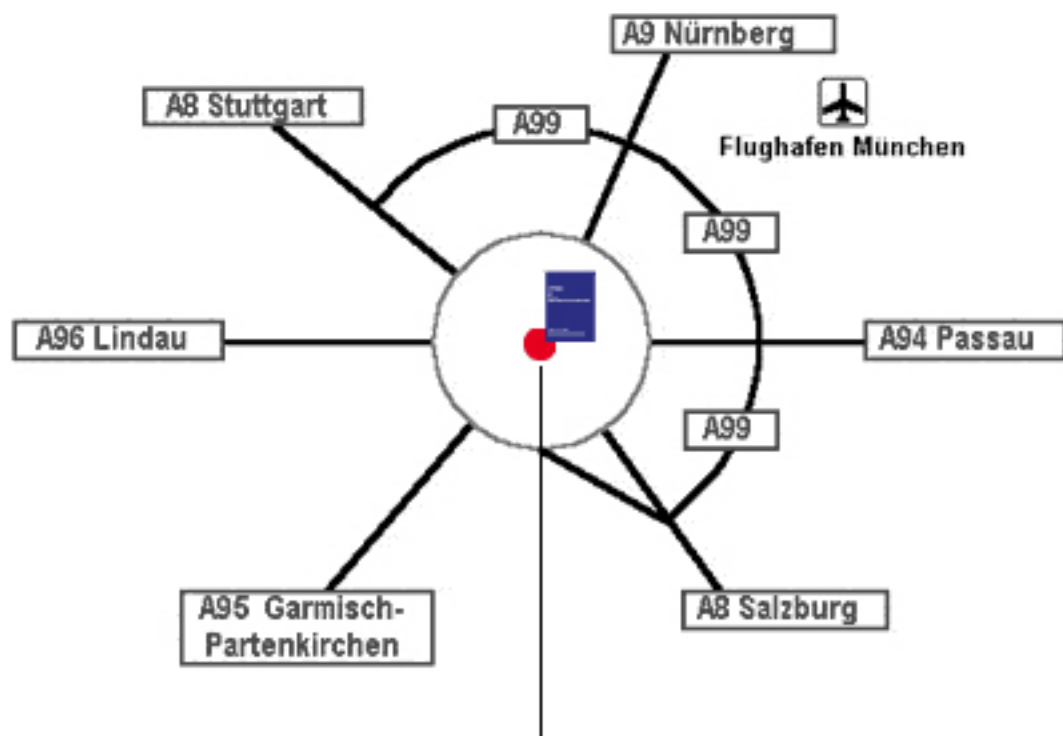 A9 Nürnberg
A8 Stuttgart
A99
Flughafen München
A99
A96 Lindau
A94 Passau
A99
A95 Garmisch-
Partenkirchen
A8 Salzburg